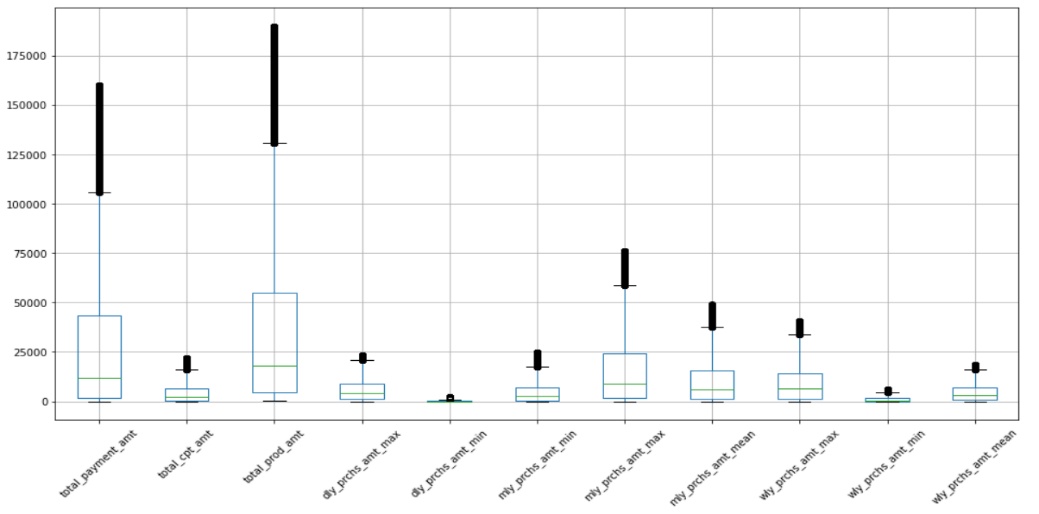 175000
150000
125000
100000
75000
50000
25000
0
total_payment_amt
total_cpt_amt
total_prod_amt
dly_prchs_amt_max
dly_prchs_amt_min
mly_prchs_amt_min
mly_prchs_amt_max
mly_prchs_amt_mean
wly_prchs_amt_max
wly_prchs_amt_min
wly_prchs_amt_mean